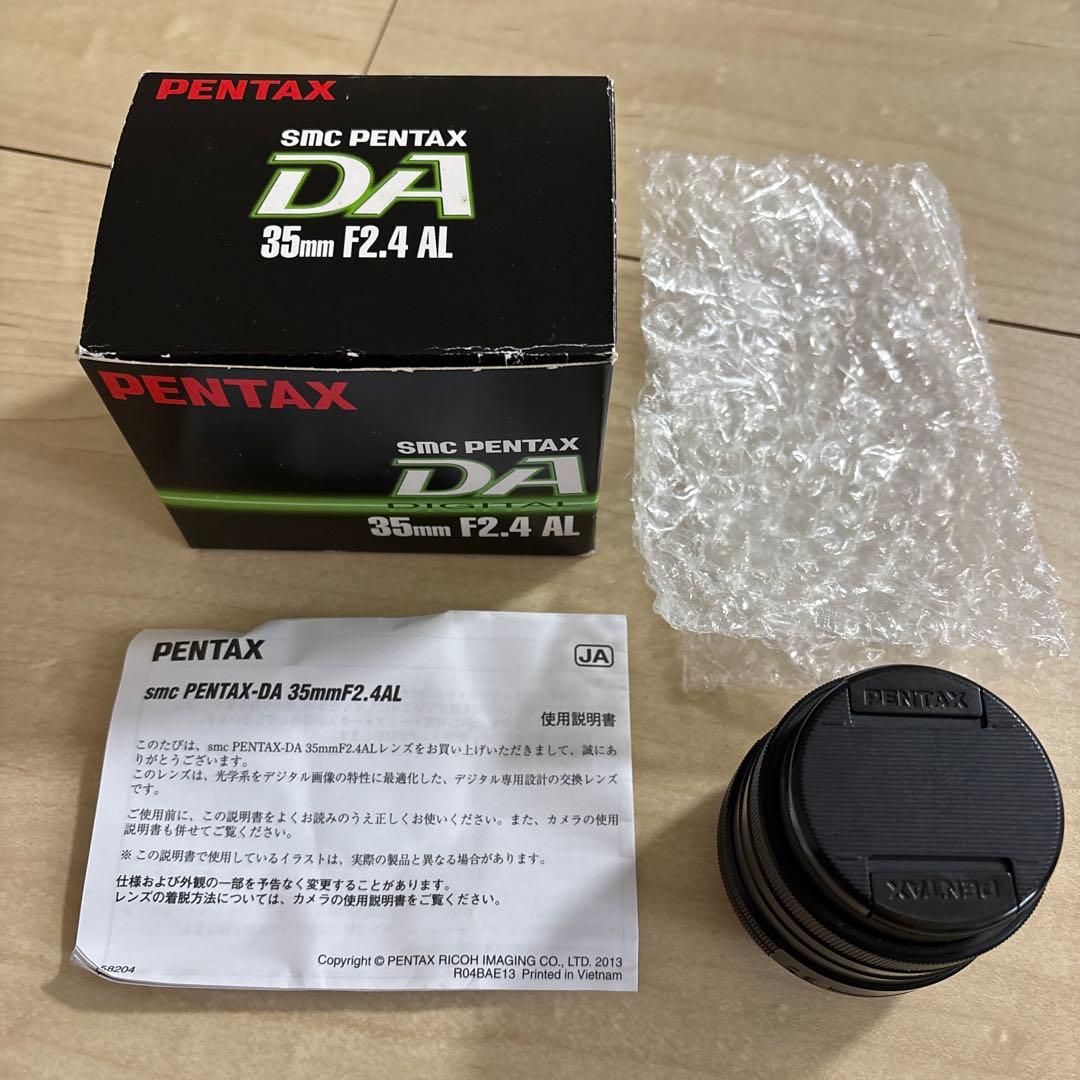 PENTAX
smc PENTAX
DA
35mm F2.4 AL
PENTAX
smc PENTAX
DA
DIGITAL
35mm F2.4 AL
PENTAX
JA
smc PENTAX-DA 35mmF2.4AL
使用説明書
このたびは、smc PENTAX-DA 35mmF2.4ALレンズをお買い上げいただきまして、誠にあ
りがとうございます。
このレンズは、光学系をデジタル画像の特性に最適化した、デジタル専用設計の交換レンズ
です。
ご使用前に、この説明書をよくお読みのうえ正しくお使いください。また、カメラの使用
説明書も併せてご覧ください。
※ この説明書で使用しているイラストは、実際の製品と異なる場合があります。
仕様および外観の一部を予告なく変更することがあります。
レンズの着脱方法については、カメラの使用説明書をご覧ください。
58204
Copyright © PENTAX RICOH IMAGING CO., LTD. 2013
R04BAE13 Printed in Vietnam
PENTAX
PENTAX